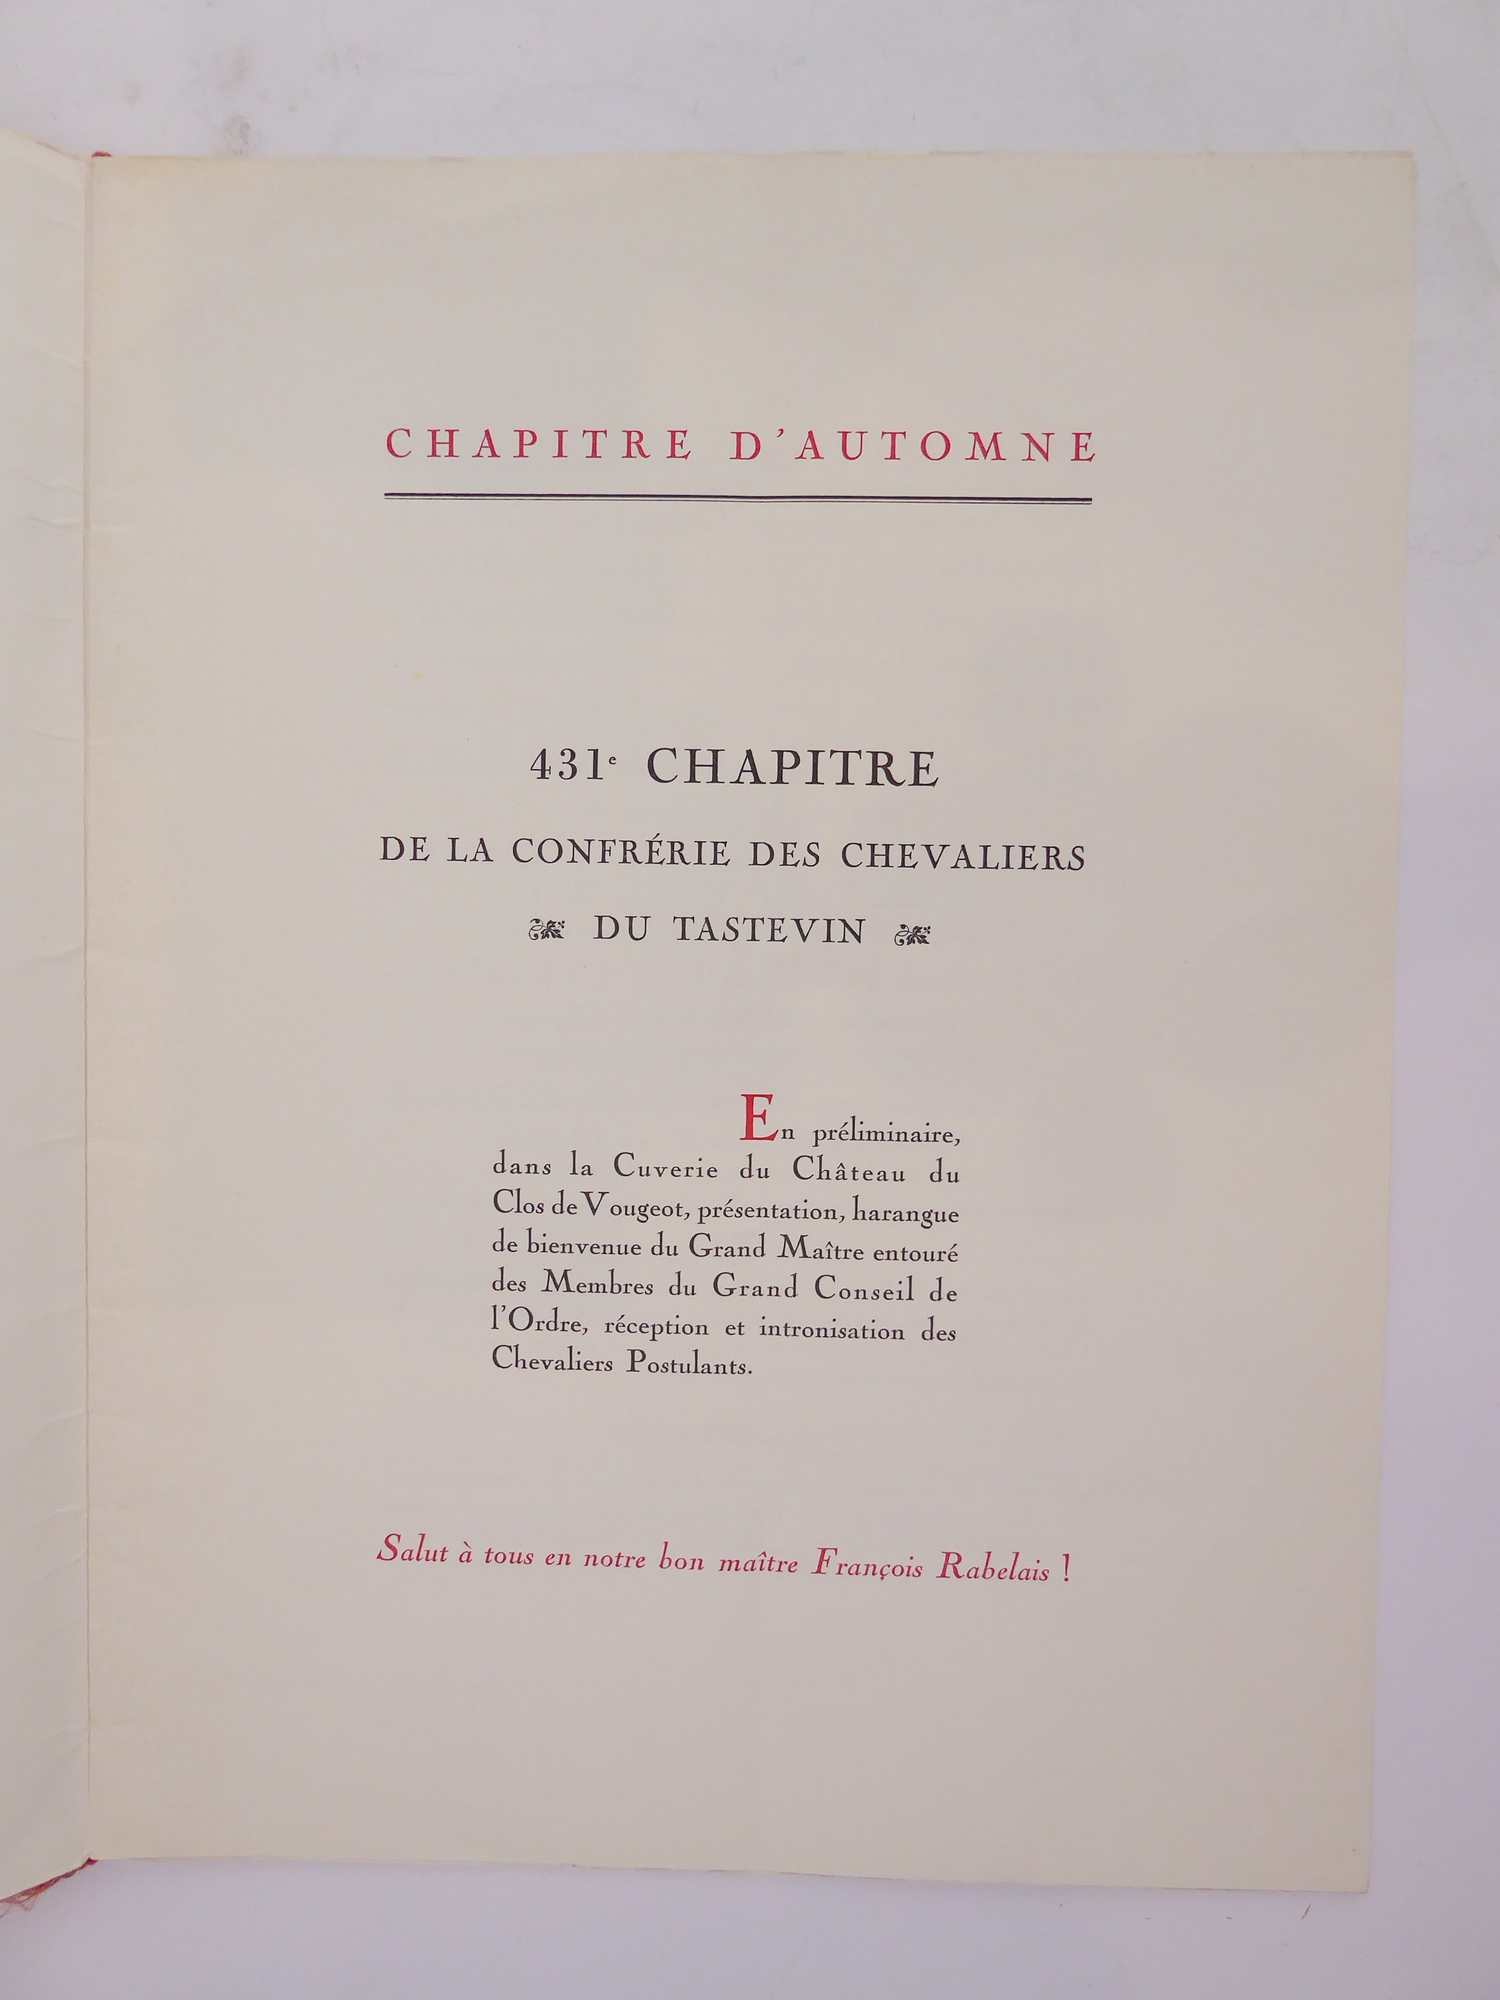 CHAPITRE D'AUTOMNE
431e CHAPITRE
DE LA CONFRÉRIE DES CHEVALIERS
DU TASTEVIN
En préliminaire,
dans la Cuverie du Château du
Clos de Vougeot, présentation, harangue
de bienvenue du Grand Maître entouré
des Membres du Grand Conseil de
l'Ordre, réception et intronisation des
Chevaliers Postulants.
Salut à tous en notre bon maître François Rabelais !